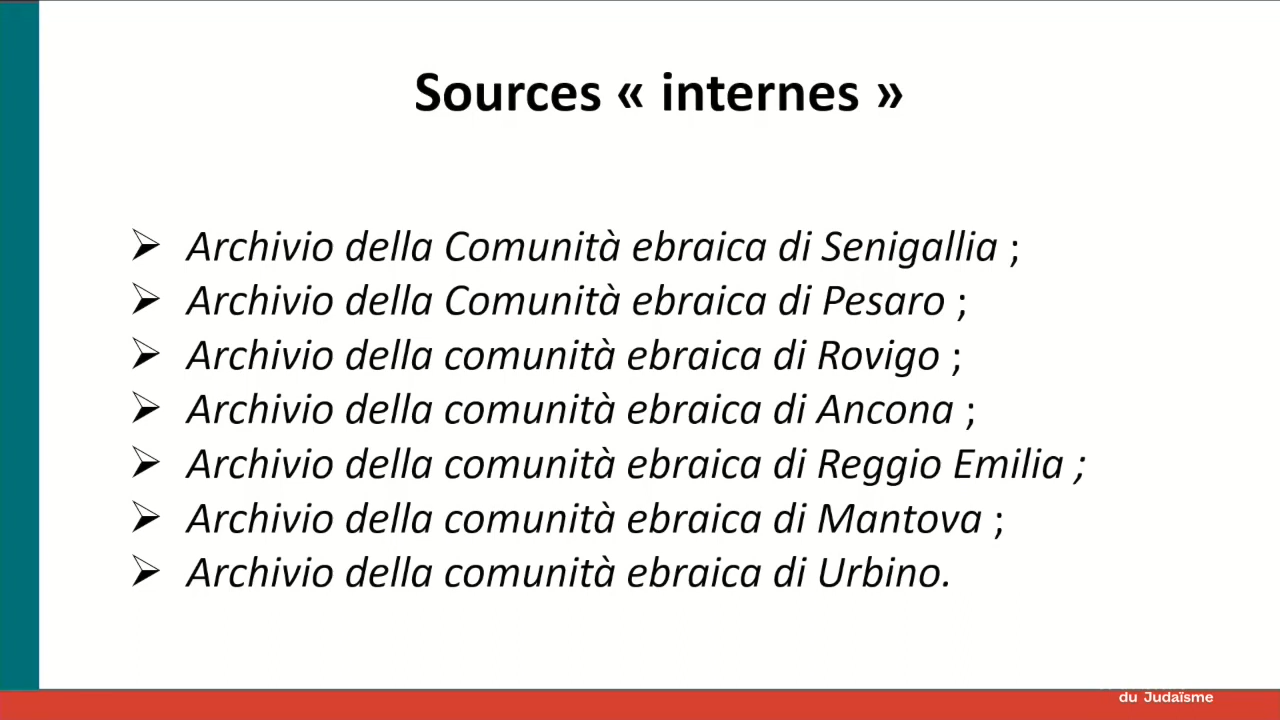 Sources « internes »
➢ Archivio della Comunità ebraica di Senigallia ;
➢ Archivio della Comunità ebraica di Pesaro ;
➢ Archivio della comunità ebraica di Rovigo ;
➢ Archivio della comunità ebraica di Ancona ;
➢ Archivio della comunità ebraica di Reggio Emilia ;
➢ Archivio della comunità ebraica di Mantova ;
➢ Archivio della comunità ebraica di Urbino.
du Judaïsme